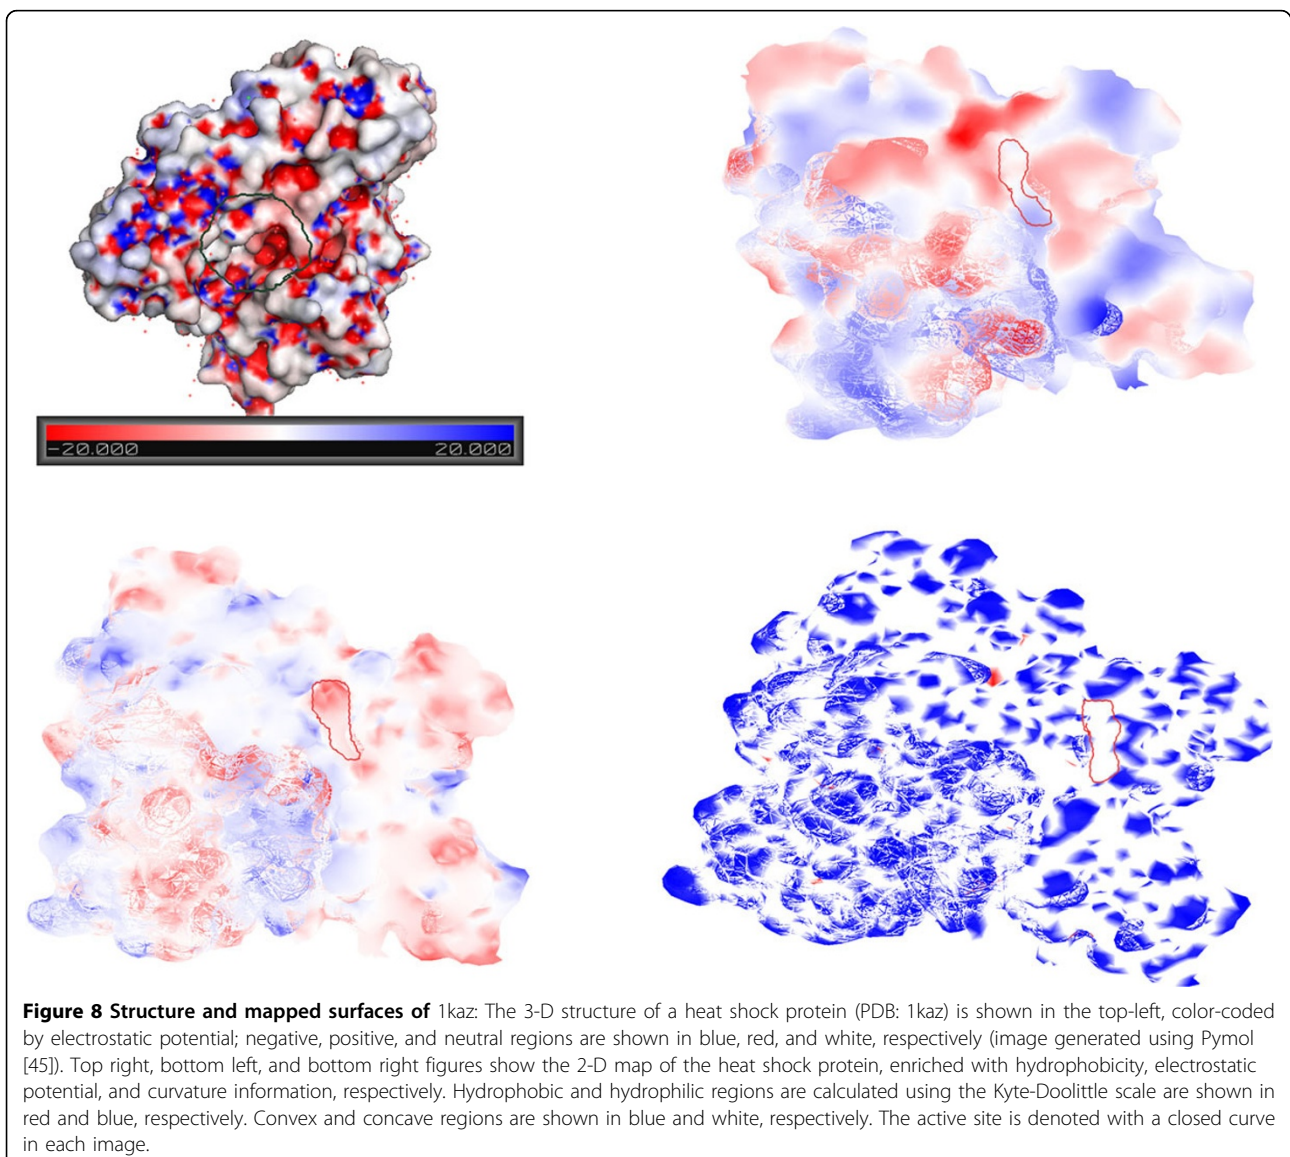 -20.000 20.000
Figure 8 Structure and mapped surfaces of 1kaz: The 3-D structure of a heat shock protein (PDB: 1kaz) is shown in the top-left, color-coded
by electrostatic potential; negative, positive, and neutral regions are shown in blue, red, and white, respectively (image generated using Pymol
[45]). Top right, bottom left, and bottom right figures show the 2-D map of the heat shock protein, enriched with hydrophobicity, electrostatic
potential, and curvature information, respectively. Hydrophobic and hydrophilic regions are calculated using the Kyte-Doolittle scale are shown in
red and blue, respectively. Convex and concave regions are shown in blue and white, respectively. The active site is denoted with a closed curve
in each image.